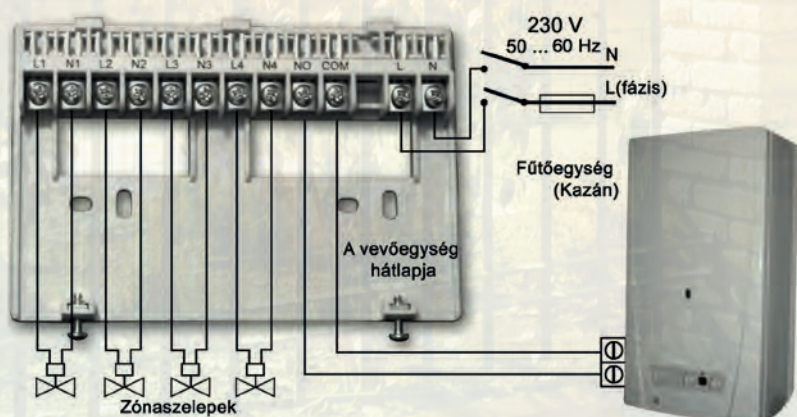 230 V
50 ... 60 Hz
N
L(fázis)
L1 N1 L2 N2 L3 N3 L4 N4 NO COM L N
Fűtőegység
(Kazán)
A vevőegység
hátlapja
Zónaszelepek